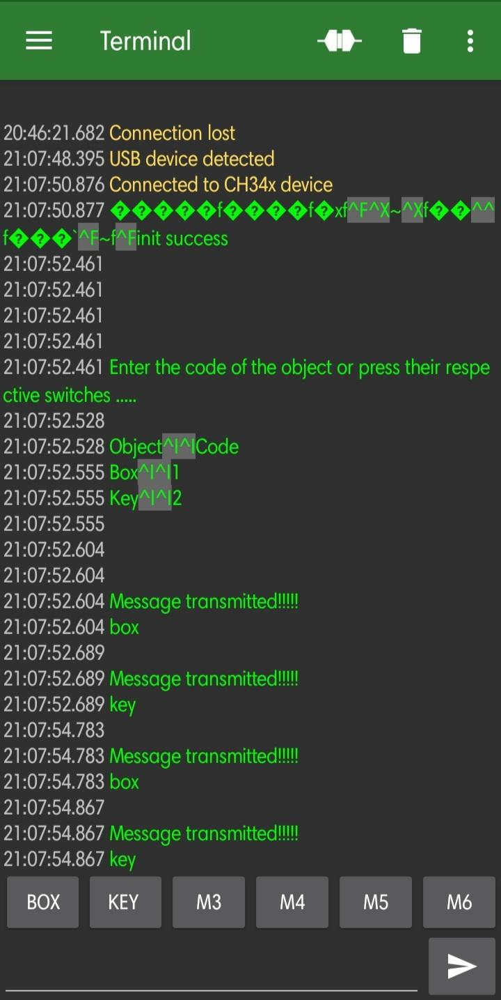 Terminal
20:46:21.682 Connection lost
21:07:48.395 USB device detected
21:07:50.876 Connected to CH34x device
21:07:50.877 �����f����f�xf^F^X~^Xf��^^
f���`^F~f^Finit success
21:07:52.461
21:07:52.461
21:07:52.461
21:07:52.461
21:07:52.461 Enter the code of the object or press their respe
ctive switches .....
21:07:52.528
21:07:52.528 Object^I^ICode
21:07:52.555 Box^I^I1
21:07:52.555 Key^I^I2
21:07:52.555
21:07:52.604
21:07:52.604
21:07:52.604 Message transmitted!!!!!
21:07:52.604 box
21:07:52.689
21:07:52.689 Message transmitted!!!!!
21:07:52.689 key
21:07:54.783
21:07:54.783 Message transmitted!!!!!
21:07:54.783 box
21:07:54.867
21:07:54.867 Message transmitted!!!!!
21:07:54.867 key
BOX KEY M3 M4 M5 M6